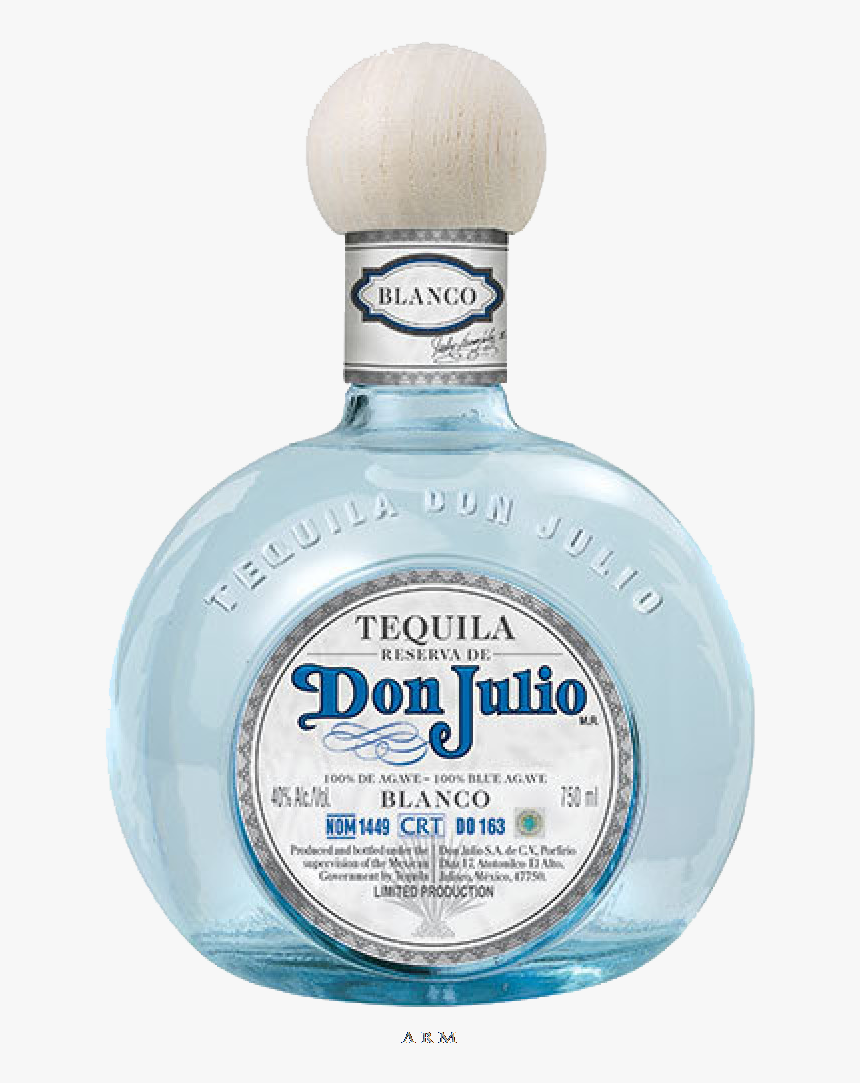 BLANCO
TEQUILA DON JULIO
TEQUILA
RESERVA DE
Don Julio
M.R.
100% DE AGAVE - 100% BLUE AGAVE
40% Alc./Vol. BLANCO 750 ml
NOM 1449 CRT DO 163
Produced and bottled under the
supervision of the Mexican
Government by Tequila
Don Julio S.A. de C.V., Porfirio
Díaz 17, Atotonilco El Alto,
Jalisco, México, 47750.
LIMITED PRODUCTION